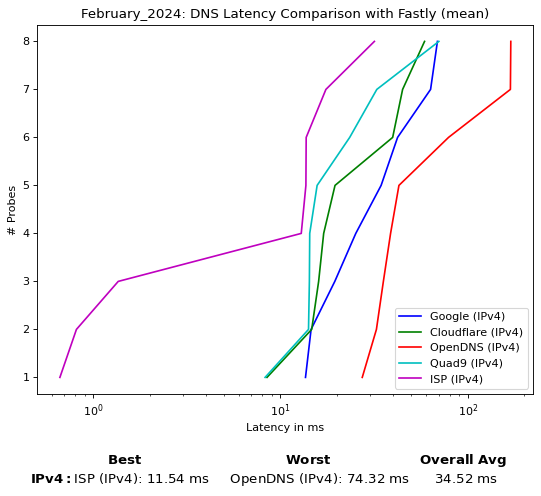 February_2024: DNS Latency Comparison with Fastly (mean)
# Probes
8
7
6
5
4
3
2
1
Google (IPv4)
Cloudflare (IPv4)
OpenDNS (IPv4)
Quad9 (IPv4)
ISP (IPv4)
10⁰ 10¹ 10²
Latency in ms
Best Worst Overall Avg
IPv4: ISP (IPv4): 11.54 ms OpenDNS (IPv4): 74.32 ms 34.52 ms